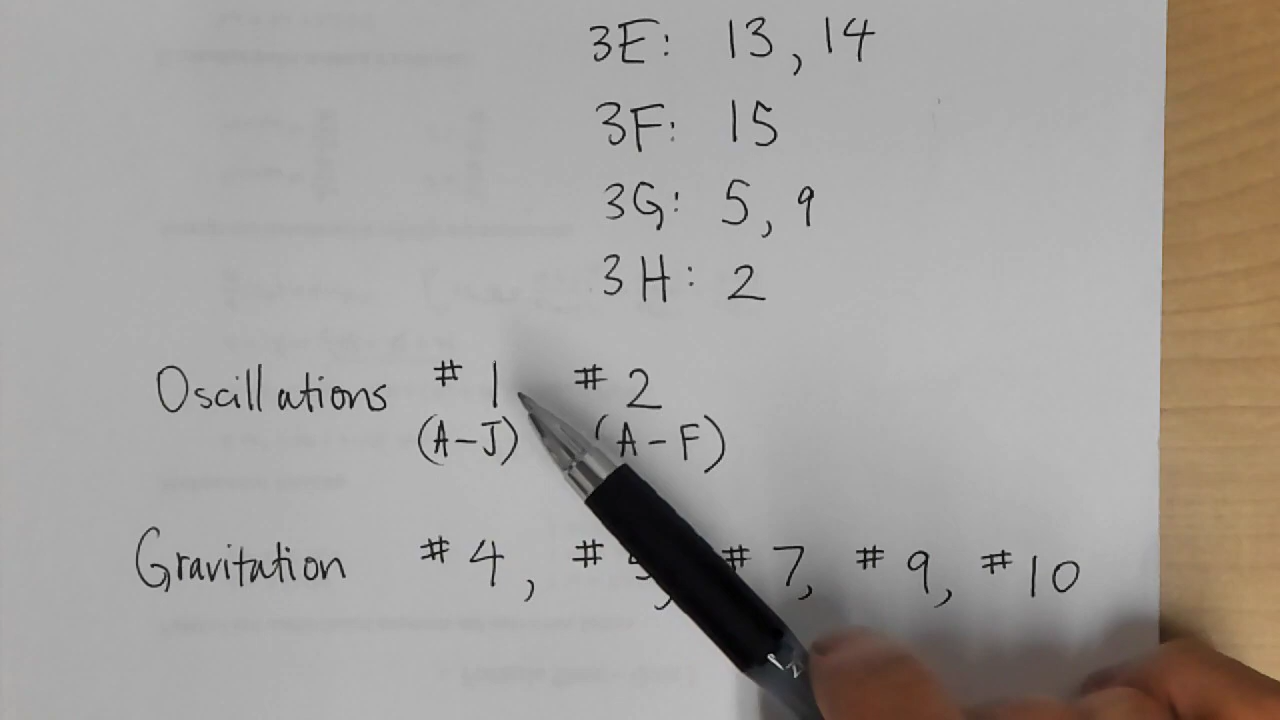 3E: 13, 14
3F: 15
3G: 5, 9
3H: 2
Oscillations #1 #2
(A-J) (A-F)
Gravitation #4, # #7, #9, #10